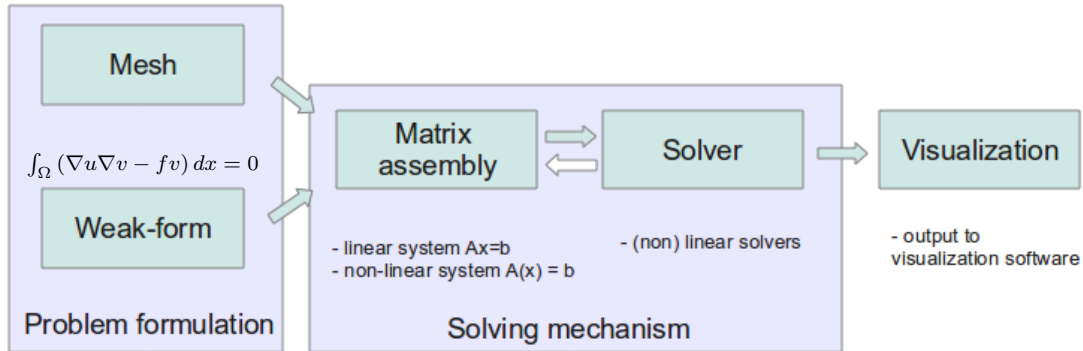 Mesh
∫_Ω (∇u∇v − fv) dx = 0
Weak-form
Problem formulation
Matrix
assembly
- linear system Ax=b
- non-linear system A(x) = b
Solver
- (non) linear solvers
Solving mechanism
Visualization
- output to
visualization software